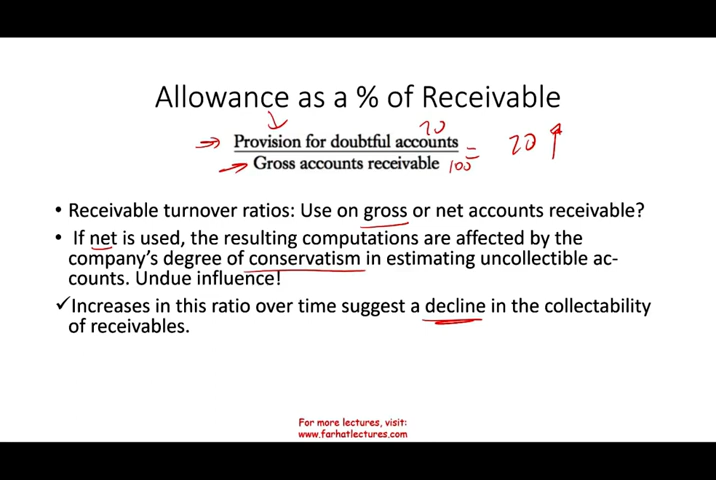 Allowance as a % of Receivable
Provision for doubtful accounts 20
Gross accounts receivable 100 = 20 ↑
• Receivable turnover ratios: Use on gross or net accounts receivable?
• If net is used, the resulting computations are affected by the
company's degree of conservatism in estimating uncollectible ac-
counts. Undue influence!
✓Increases in this ratio over time suggest a decline in the collectability
of receivables.
For more lectures, visit:
www.farhatlectures.com